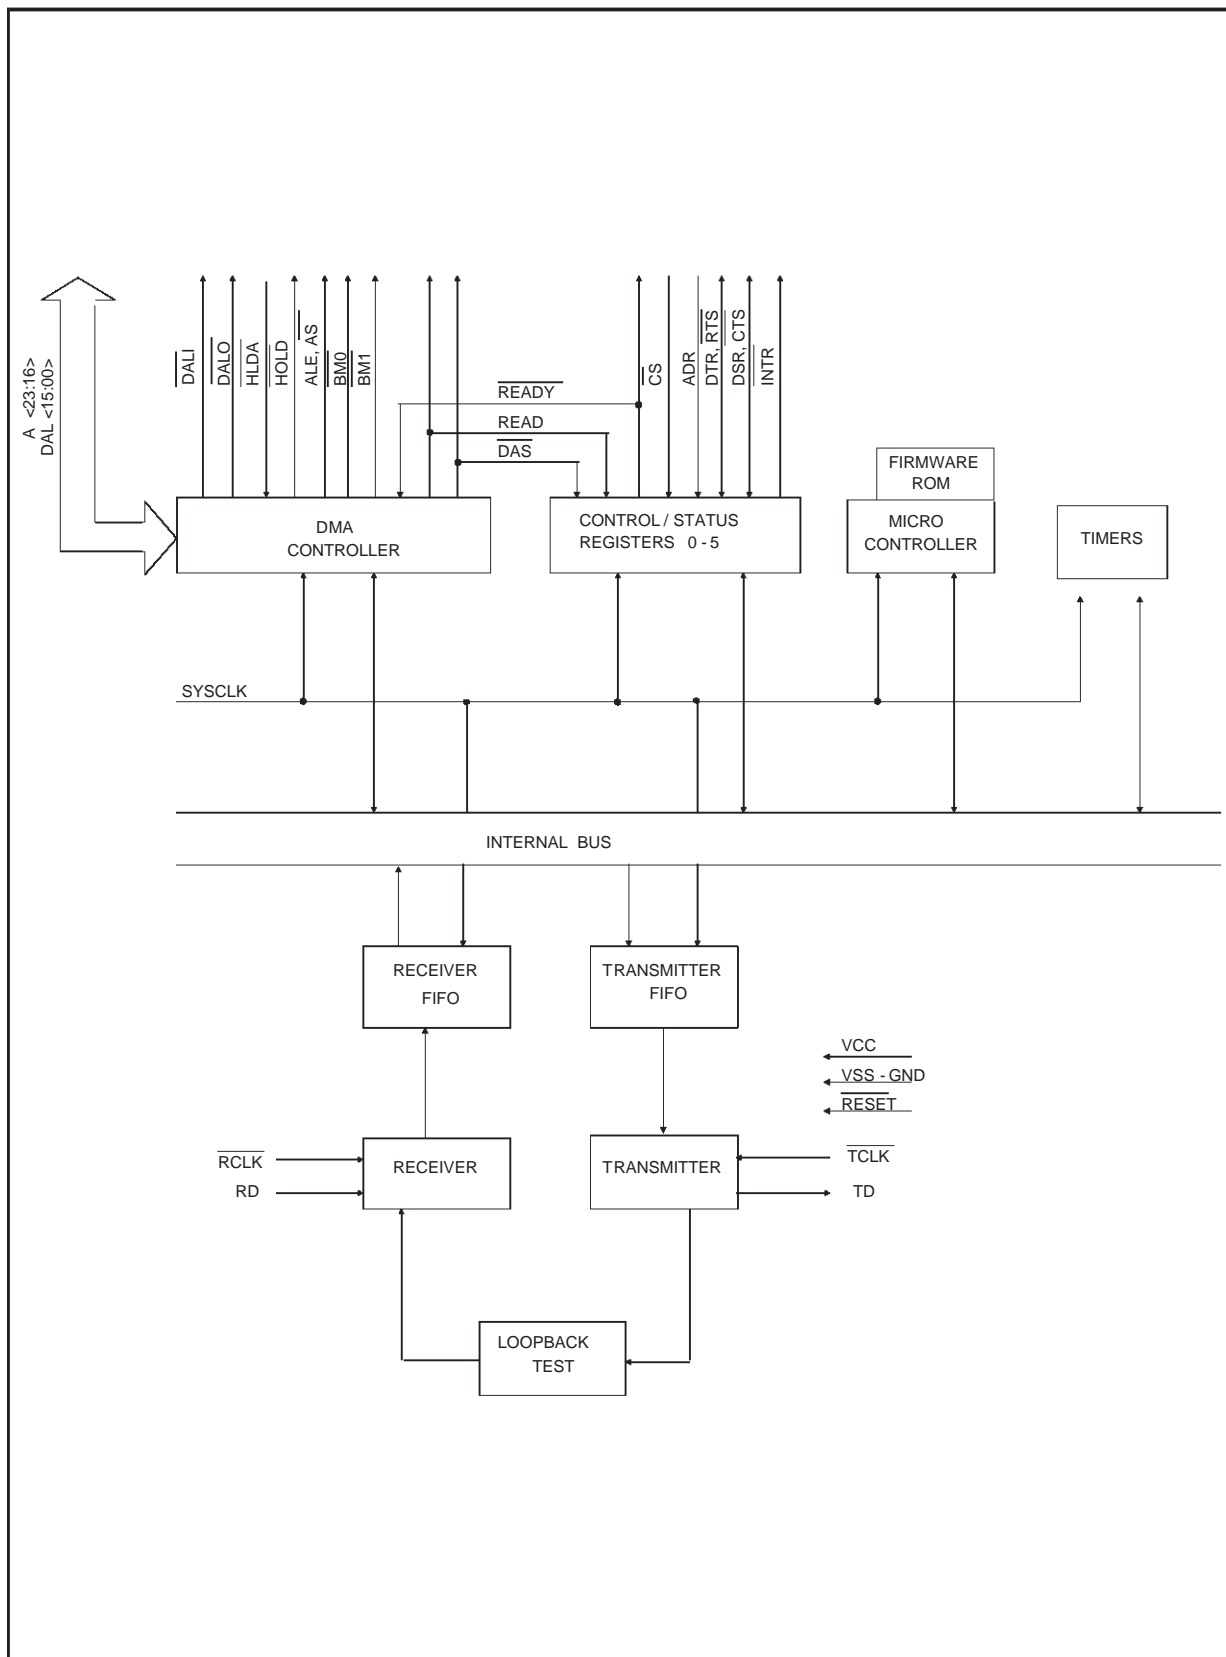 A <23:16>
DAL <15:00>
DALI
DALO
HLDA
HOLD
ALE, AS
BM0
BM1
READY
READ
DAS
CS
ADR
DTR, RTS
DSR, CTS
INTR
DMA
CONTROLLER
CONTROL / STATUS
REGISTERS 0 - 5
FIRMWARE
ROM
MICRO
CONTROLLER
TIMERS
SYSCLK
INTERNAL BUS
RECEIVER
FIFO
TRANSMITTER
FIFO
VCC
VSS - GND
RESET
RCLK
RD
RECEIVER
TRANSMITTER
TCLK
TD
LOOPBACK
TEST